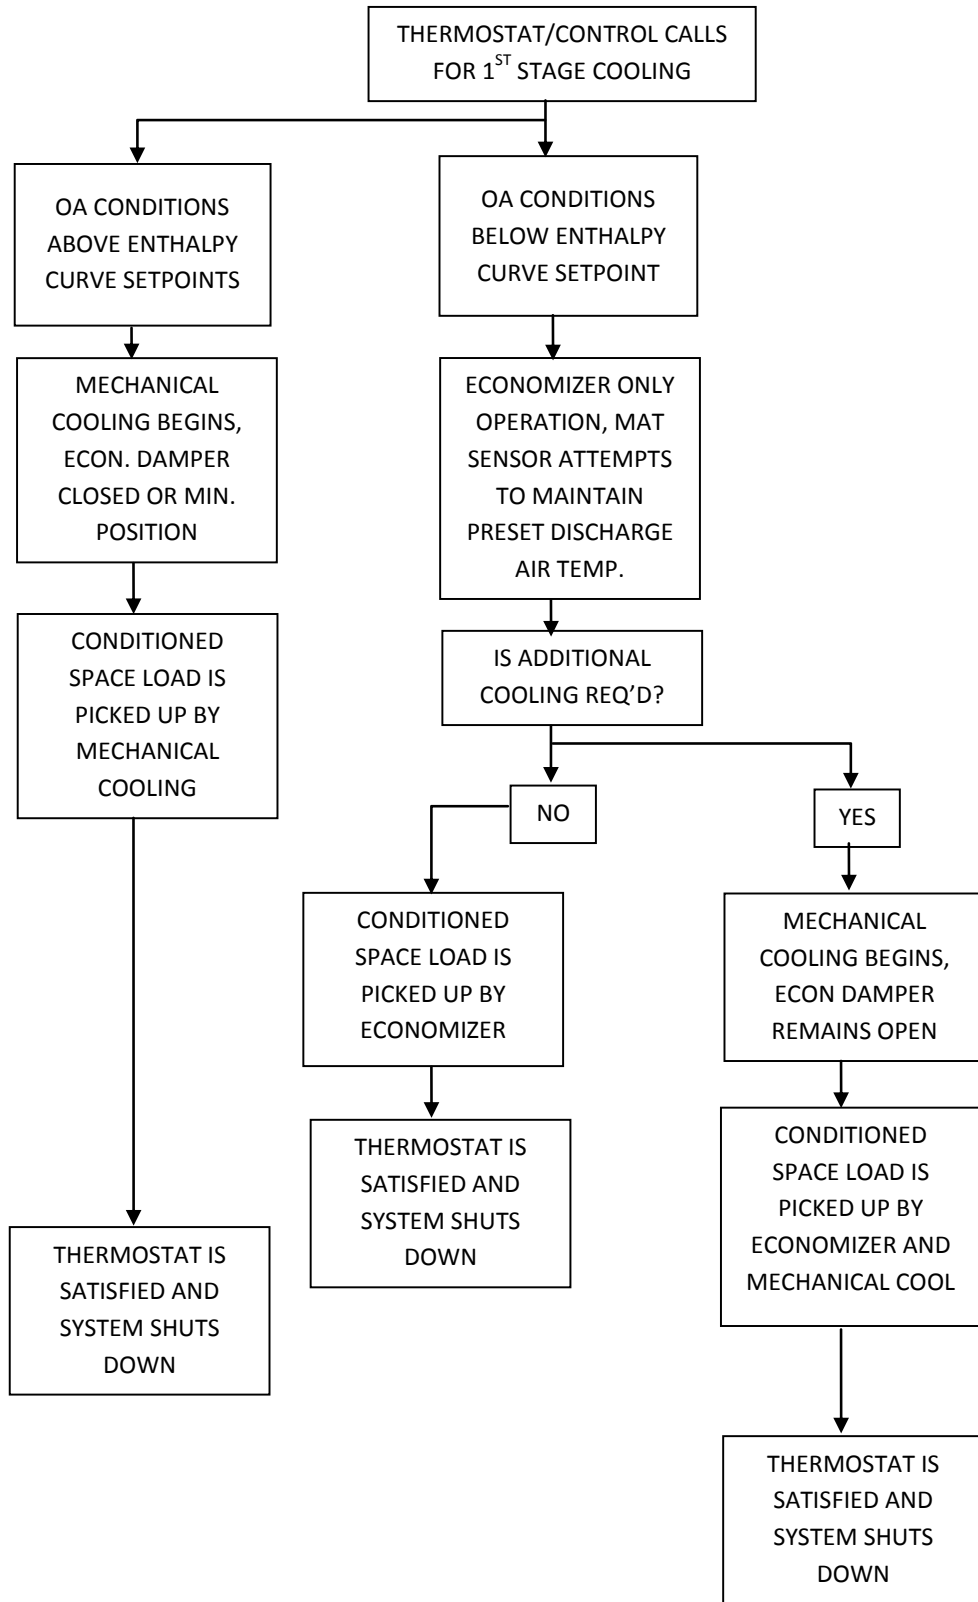 THERMOSTAT/CONTROL CALLS
FOR 1ST STAGE COOLING
OA CONDITIONS
ABOVE ENTHALPY
CURVE SETPOINTS
OA CONDITIONS
BELOW ENTHALPY
CURVE SETPOINT
MECHANICAL
COOLING BEGINS,
ECON. DAMPER
CLOSED OR MIN.
POSITION
ECONOMIZER ONLY
OPERATION, MAT
SENSOR ATTEMPTS
TO MAINTAIN
PRESET DISCHARGE
AIR TEMP.
CONDITIONED
SPACE LOAD IS
PICKED UP BY
MECHANICAL
COOLING
IS ADDITIONAL
COOLING REQ’D?
NO
YES
CONDITIONED
SPACE LOAD IS
PICKED UP BY
ECONOMIZER
MECHANICAL
COOLING BEGINS,
ECON DAMPER
REMAINS OPEN
THERMOSTAT IS
SATISFIED AND
SYSTEM SHUTS
DOWN
CONDITIONED
SPACE LOAD IS
PICKED UP BY
ECONOMIZER AND
MECHANICAL COOL
THERMOSTAT IS
SATISFIED AND
SYSTEM SHUTS
DOWN
THERMOSTAT IS
SATISFIED AND
SYSTEM SHUTS
DOWN